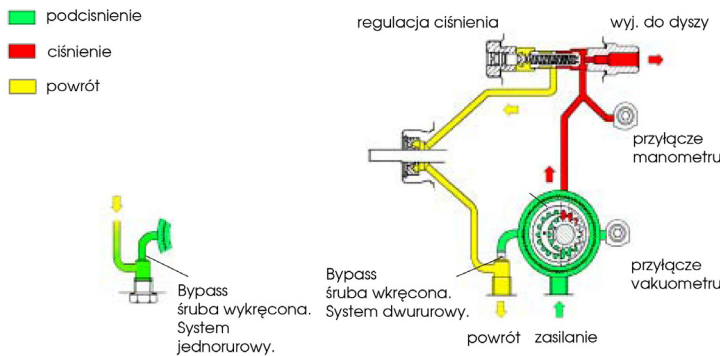 podcisnienie
ciśnienie
powrót
regulacja ciśnienia
wyj. do dyszy
przyłącze
manometru
przyłącze
vakuometru
Bypass
śruba wykręcona.
System
jednorurowy.
Bypass
śruba wkręcona.
System dwururowy.
powrót
zasilanie